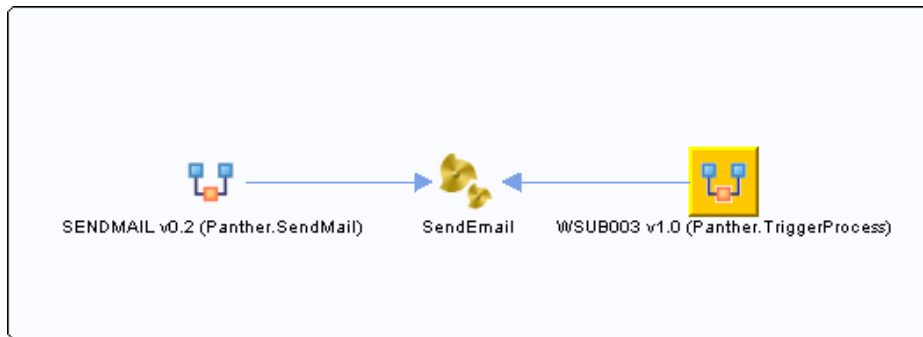 SENDMAIL v0.2 (Panther.SendMail)
SendEmail
WSUB003 v1.0 (Panther.TriggerProcess)